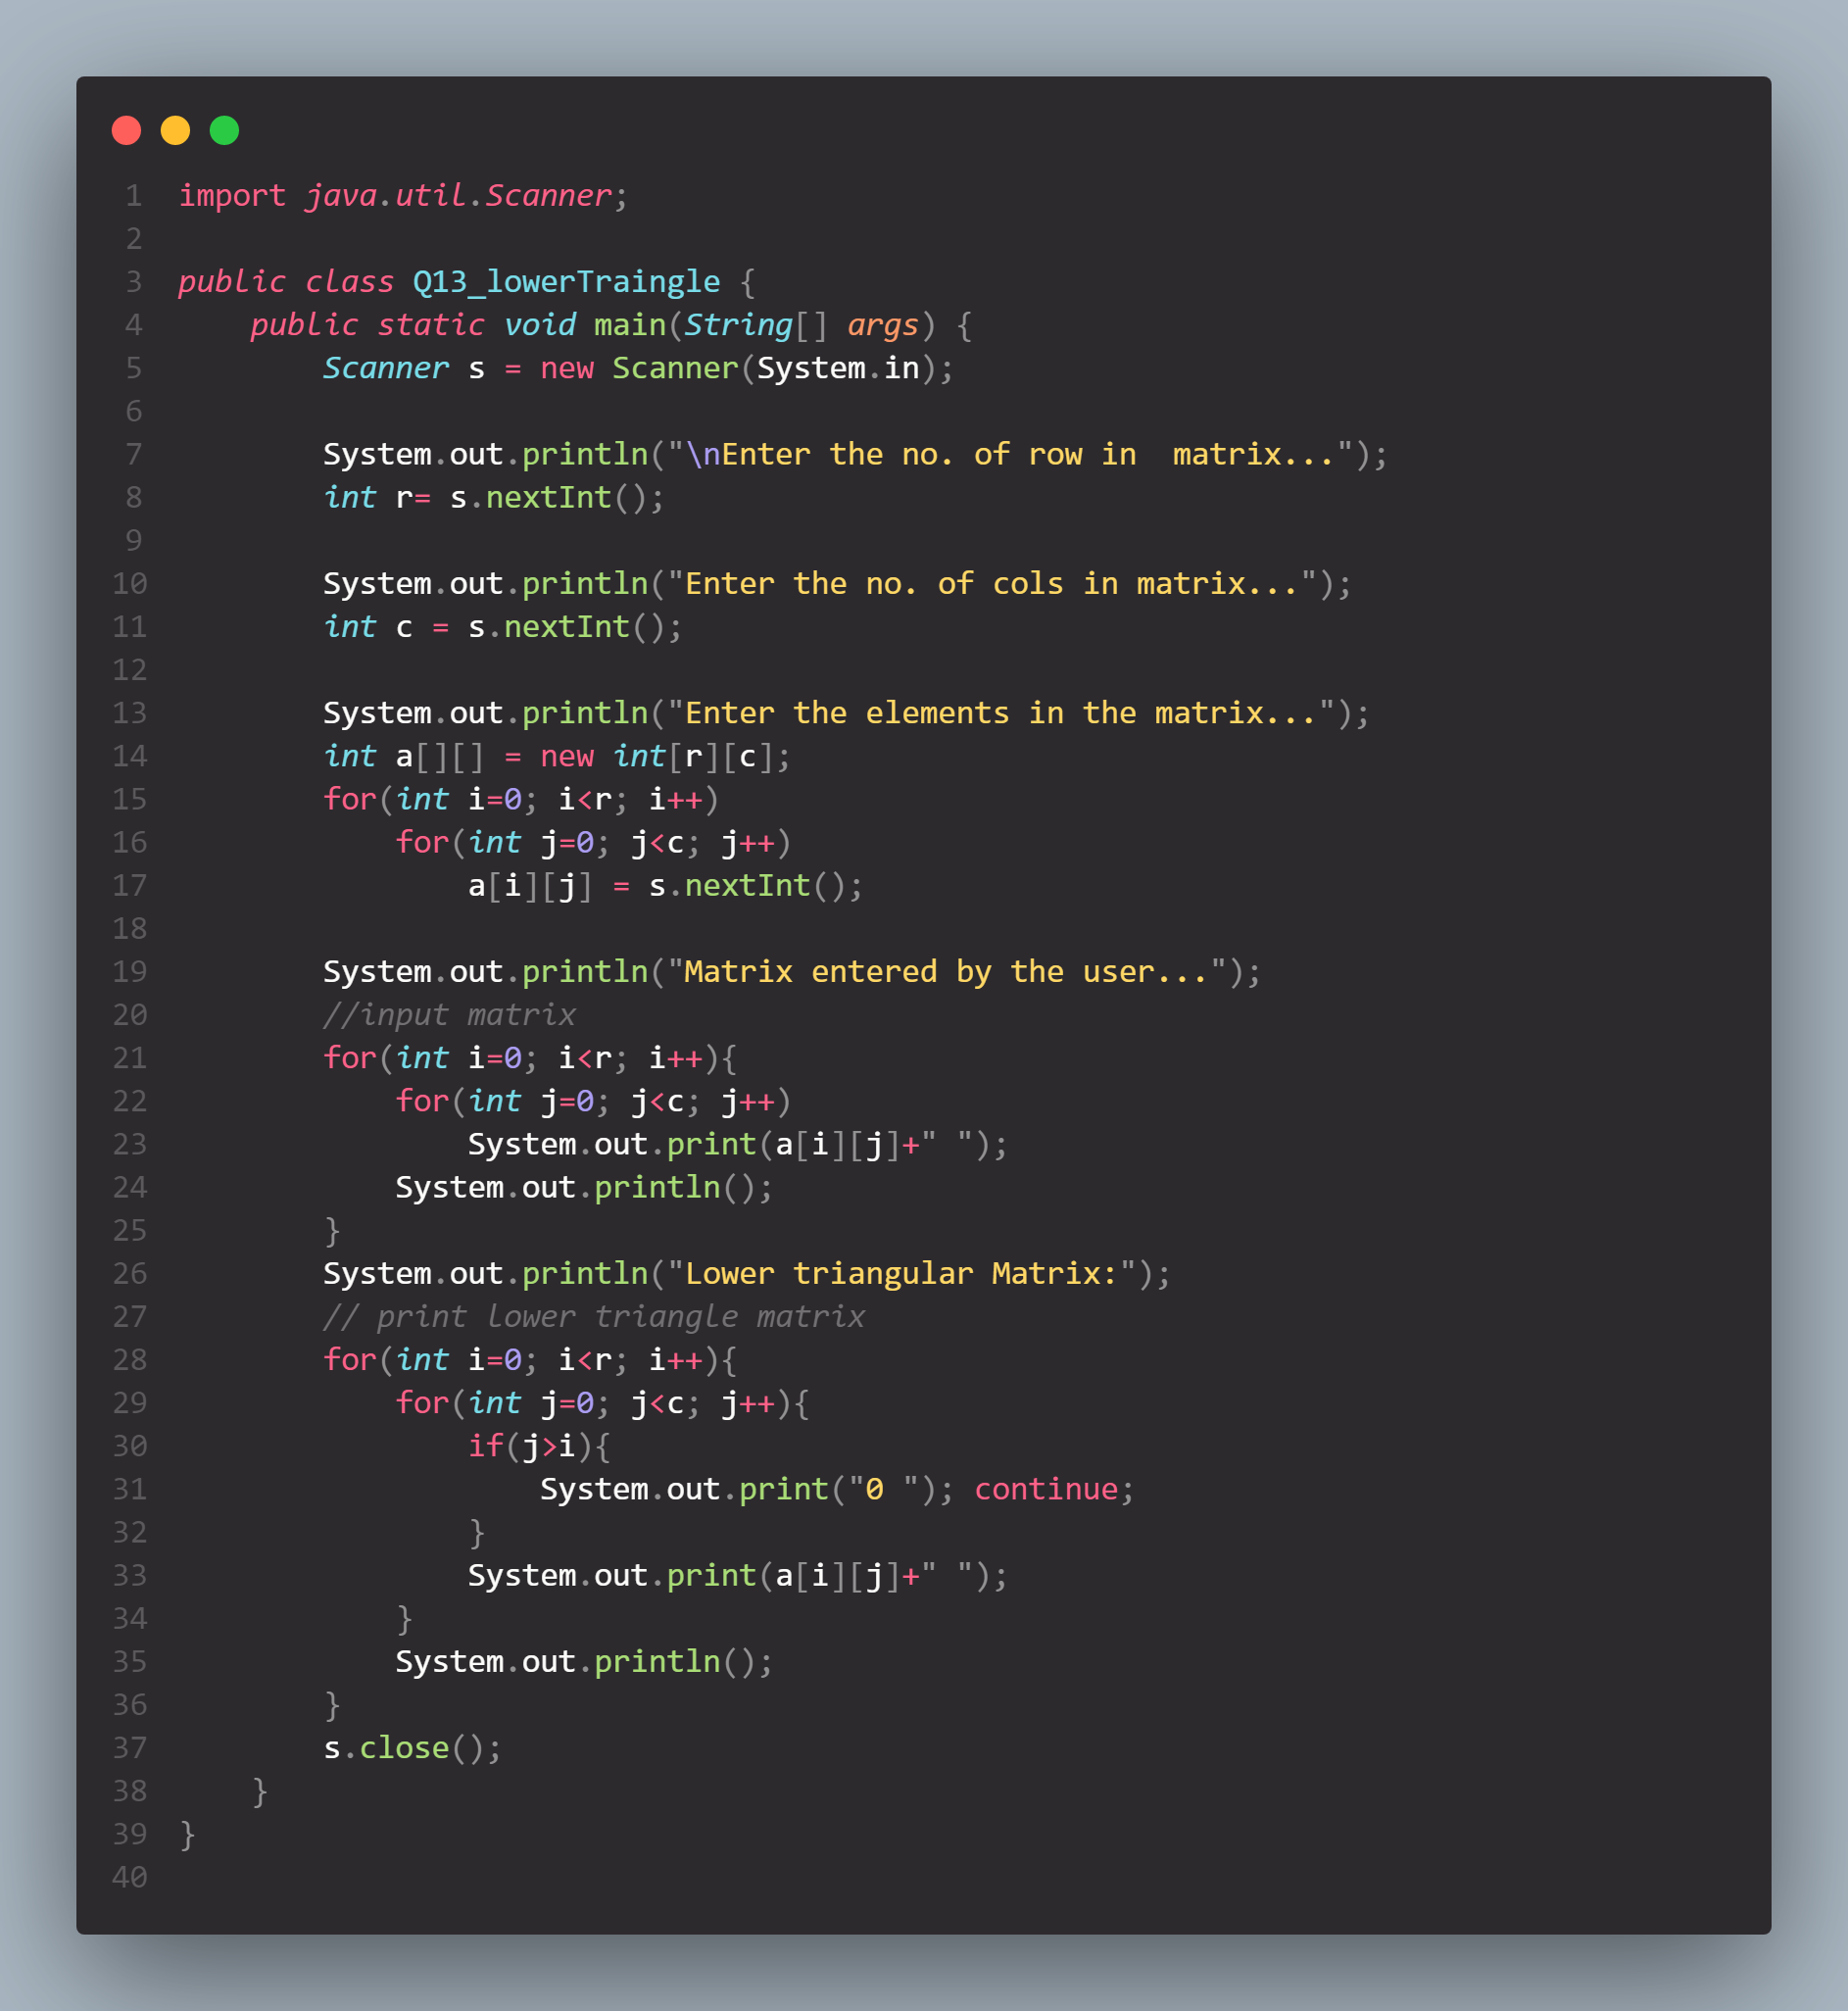 1 import java.util.Scanner;
2
3 public class Q13_lowerTraingle {
4     public static void main(String[] args) {
5         Scanner s = new Scanner(System.in);
6
7         System.out.println("\nEnter the no. of row in  matrix...");
8         int r= s.nextInt();
9
10         System.out.println("Enter the no. of cols in matrix...");
11         int c = s.nextInt();
12
13         System.out.println("Enter the elements in the matrix...");
14         int a[][] = new int[r][c];
15         for(int i=0; i<r; i++)
16             for(int j=0; j<c; j++)
17                 a[i][j] = s.nextInt();
18
19         System.out.println("Matrix entered by the user...");
20         //input matrix
21         for(int i=0; i<r; i++){
22             for(int j=0; j<c; j++)
23                 System.out.print(a[i][j]+" ");
24             System.out.println();
25         }
26         System.out.println("Lower triangular Matrix:");
27         // print lower triangle matrix
28         for(int i=0; i<r; i++){
29             for(int j=0; j<c; j++){
30                 if(j>i){
31                     System.out.print("0 "); continue;
32                 }
33                 System.out.print(a[i][j]+" ");
34             }
35             System.out.println();
36         }
37         s.close();
38     }
39 }
40